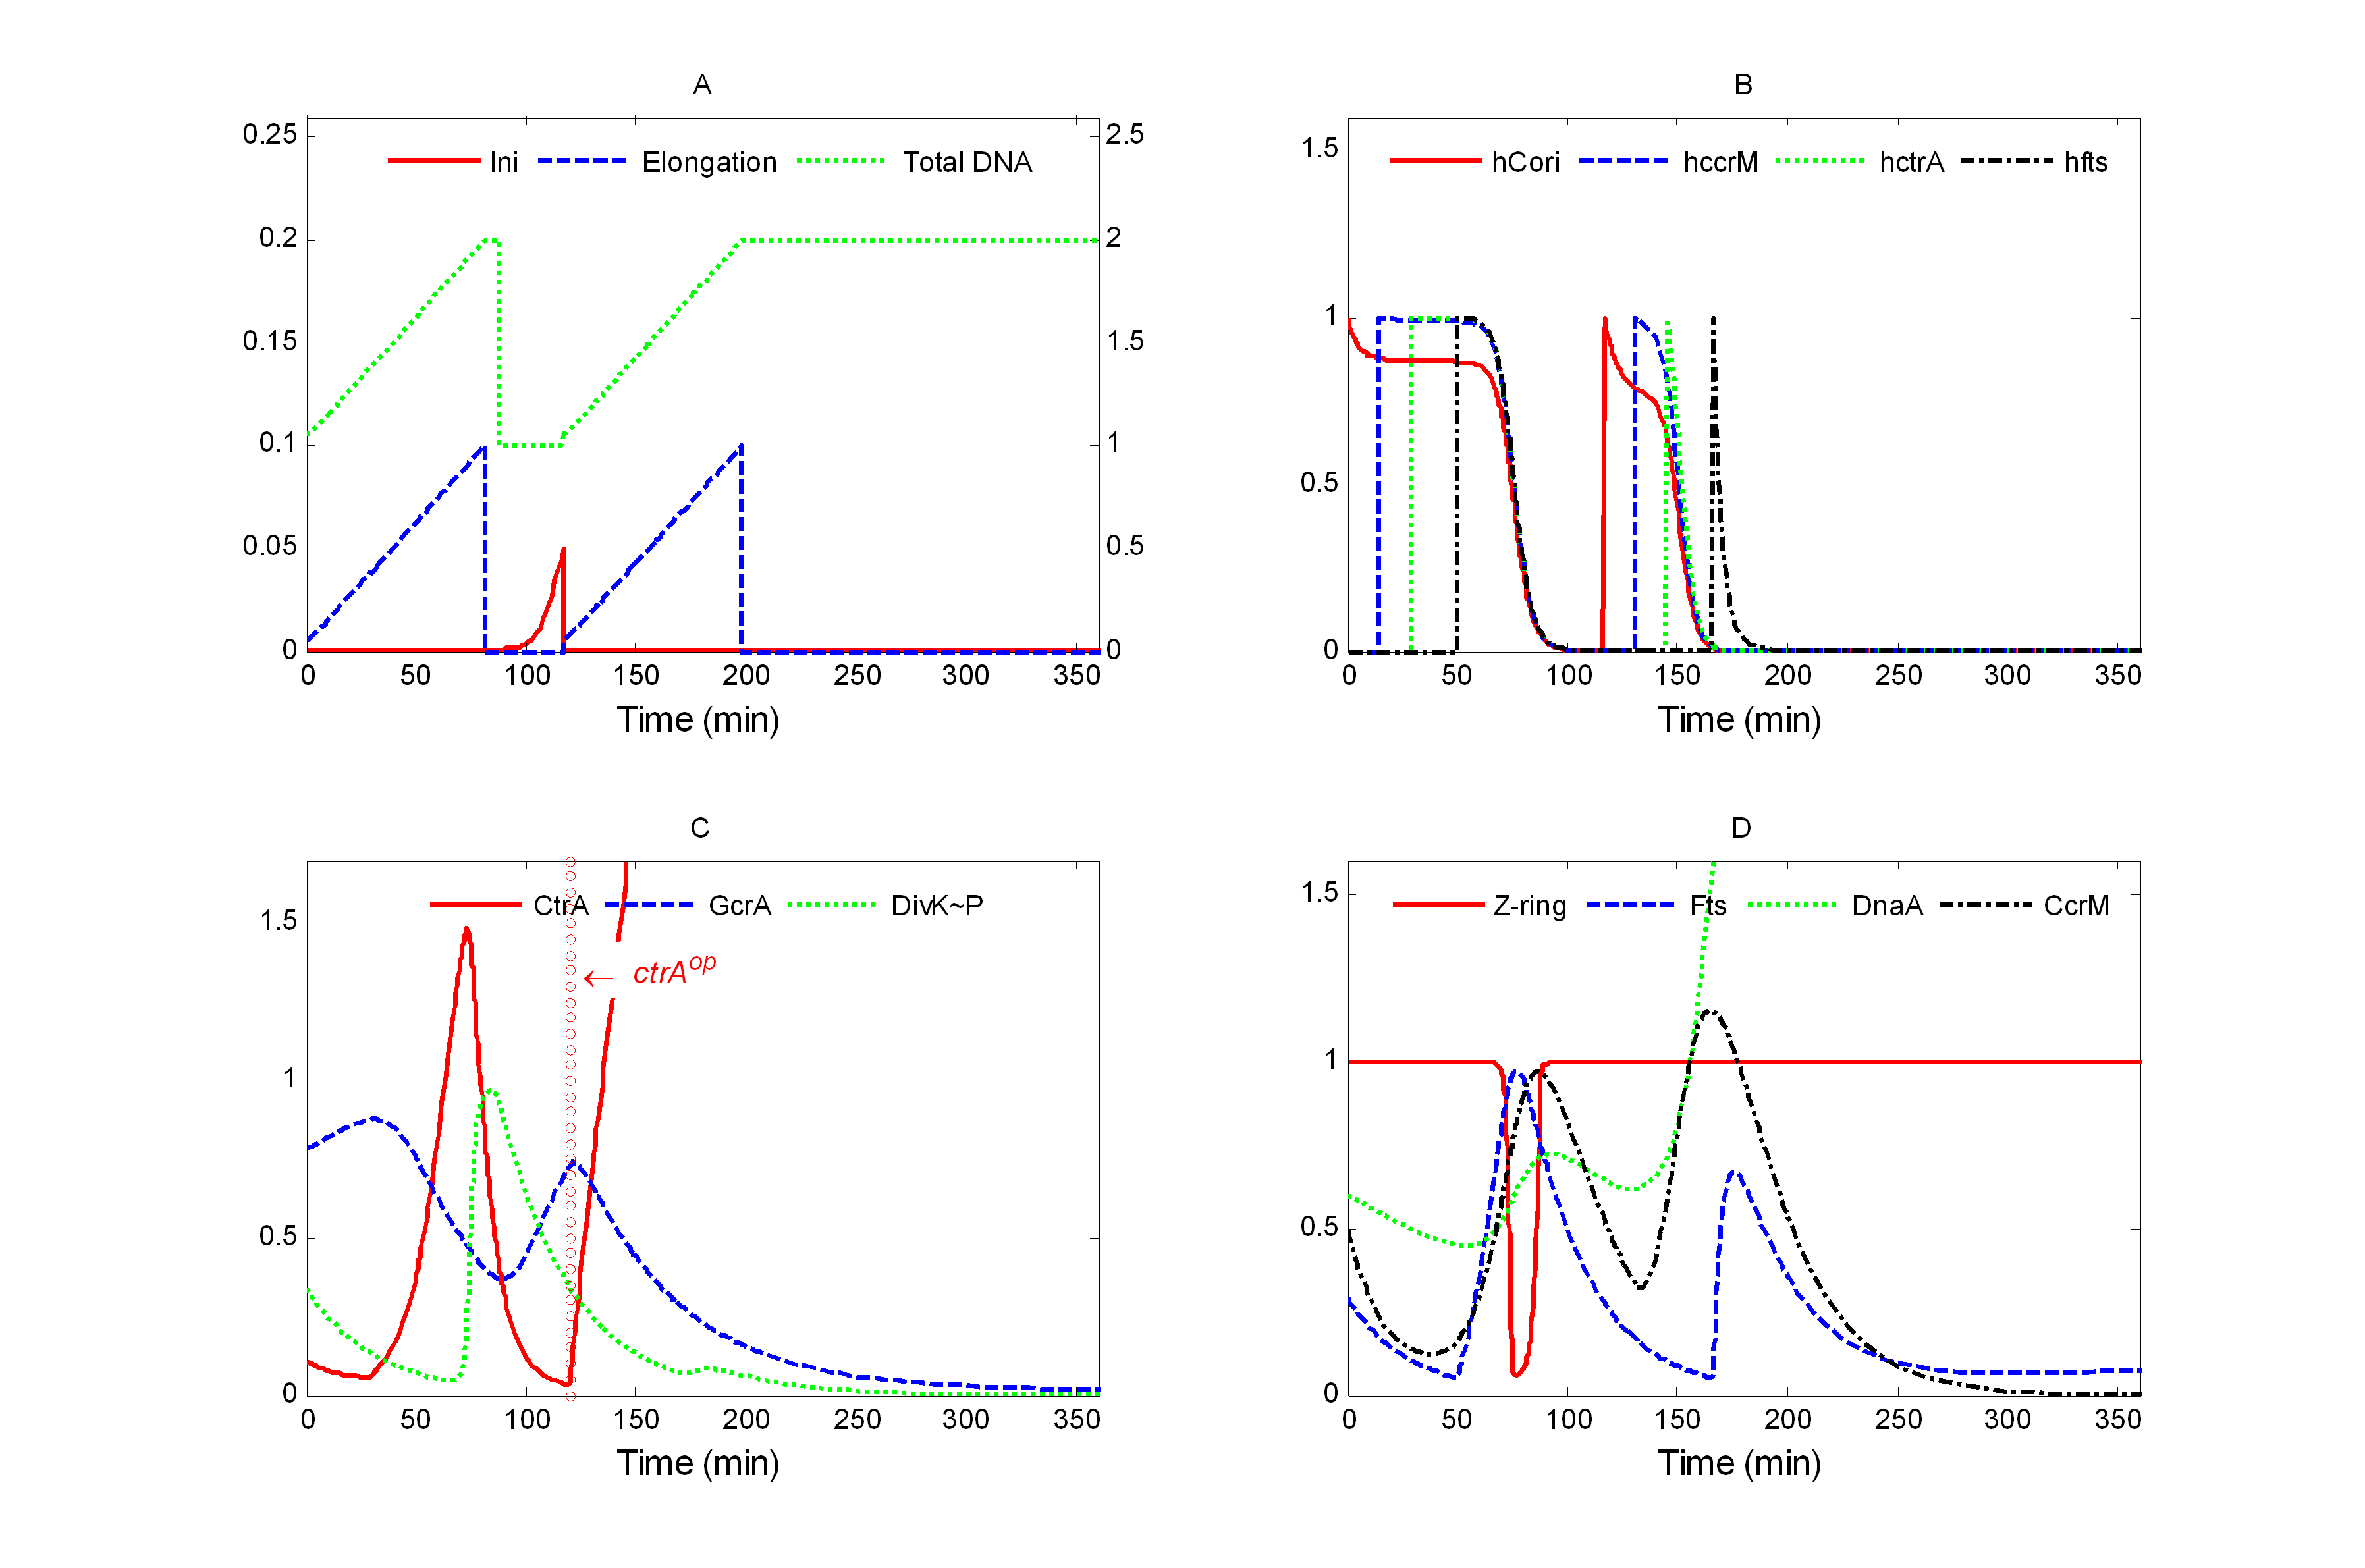 A
0.25
0.2
0.15
0.1
0.05
0
2.5
2
1.5
1
0.5
0
Ini Elongation Total DNA
0 50 100 150 200 250 300 350
Time (min)
B
1.5
1
0.5
0
hCori hccrM hctrA hfts
0 50 100 150 200 250 300 350
Time (min)
C
1.5
1
0.5
0
CtrA GcrA DivK~P
← ctrA^op
0 50 100 150 200 250 300 350
Time (min)
D
1.5
1
0.5
0
Z-ring Fts DnaA CcrM
0 50 100 150 200 250 300 350
Time (min)